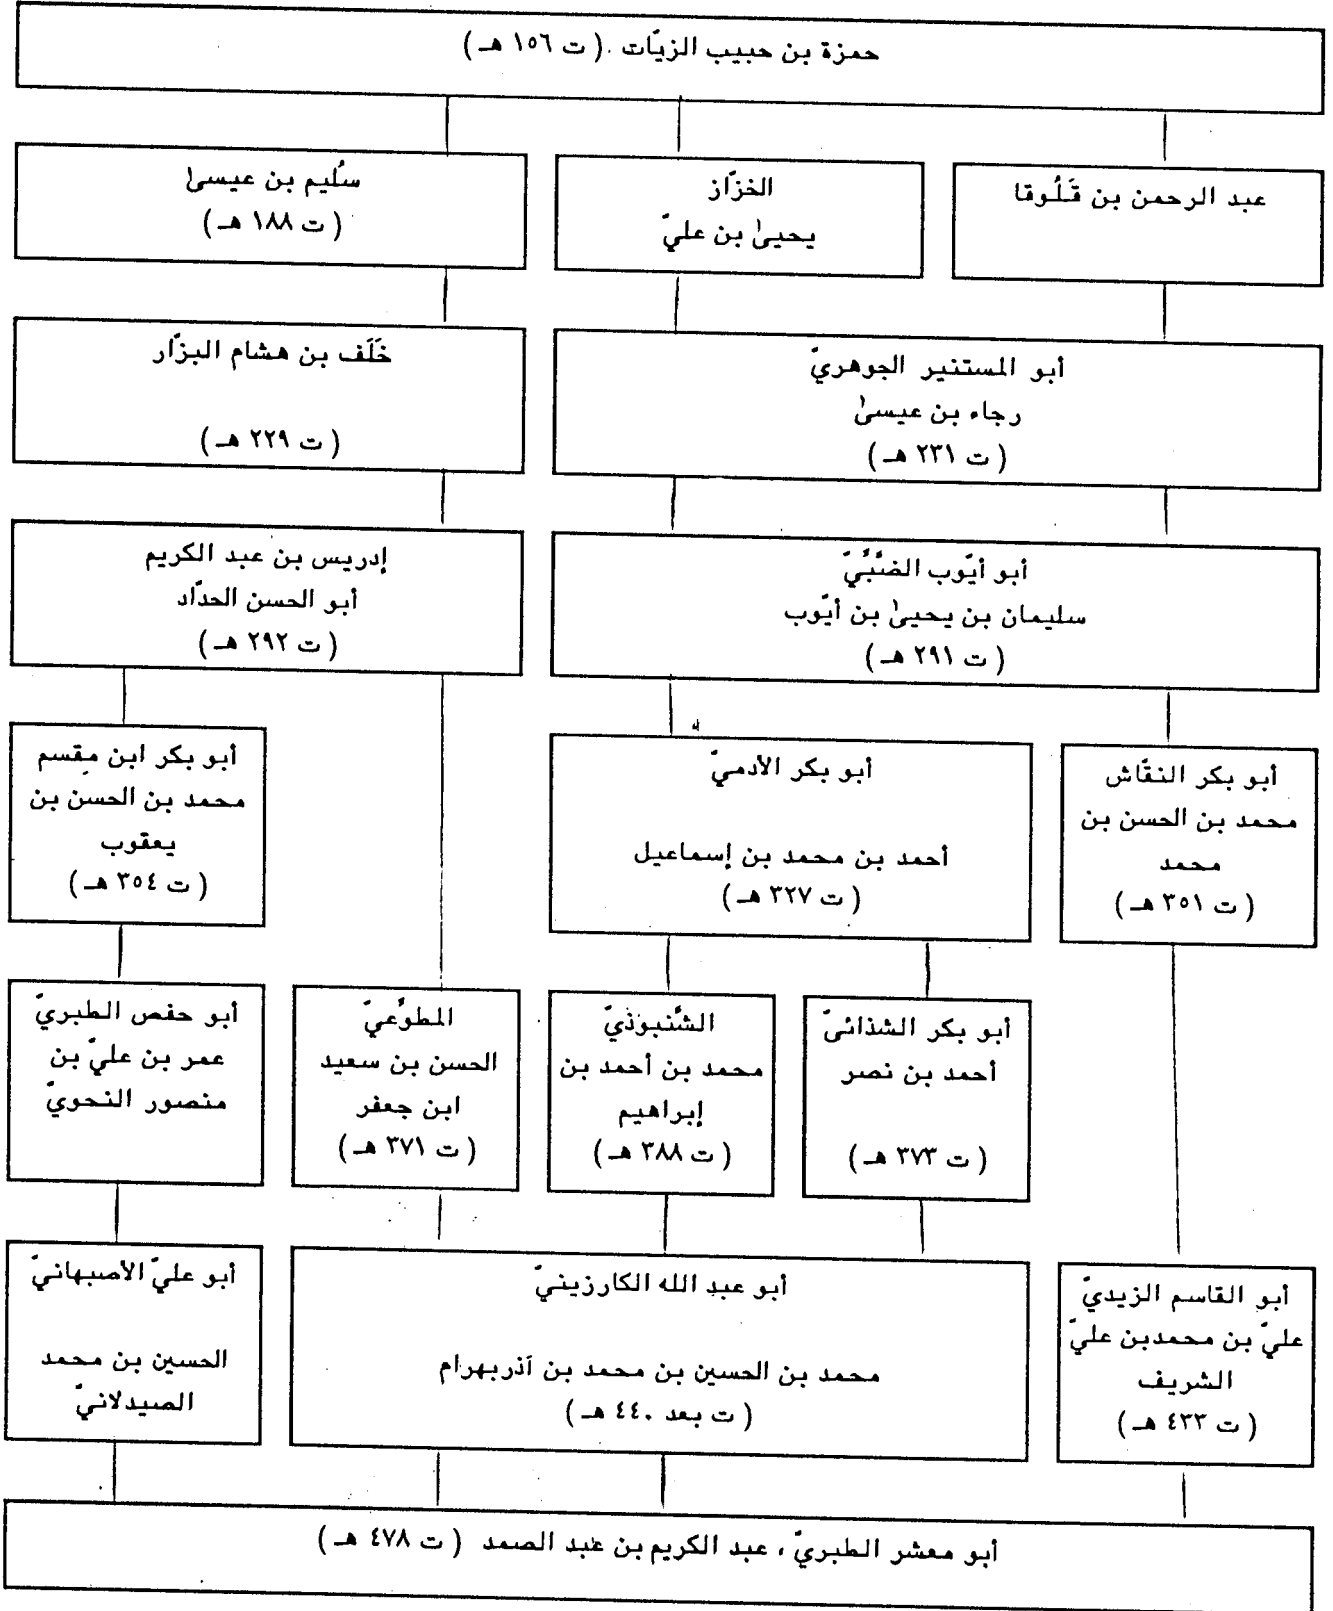 حمزة بن حبيب الزيّات . ( ت ١٥٦ هـ )
عبد الرحمن بن قَلُوقا
الخزّاز
يحيىٰ بن عليّ
سُليم بن عيسىٰ
( ت ١٨٨ هـ )
أبو المستنير الجوهريّ
رجاء بن عيسىٰ
( ت ٢٣١ هـ )
خَلَف بن هشام البزّار
( ت ٢٢٩ هـ )
أبو أيّوب الضَّبِّيّ
سليمان بن يحيىٰ بن أيّوب
( ت ٢٩١ هـ )
إدريس بن عبد الكريم
أبو الحسن الحدّاد
( ت ٢٩٢ هـ )
أبو بكر النقّاش
محمد بن الحسن بن
محمد
( ت ٣٥١ هـ )
أبو بكر الأدميّ
أحمد بن محمد بن إسماعيل
( ت ٣٢٧ هـ )
أبو بكر ابن مِقسم
محمد بن الحسن بن
يعقوب
( ت ٣٥٤ هـ )
أبو بكر الشذائىّ
أحمد بن نصر
( ت ٣٧٣ هـ )
الشَّنبوذيّ
محمد بن أحمد بن
إبراهيم
( ت ٣٨٨ هـ )
المطوِّعيّ
الحسن بن سعيد
ابن جعفر
( ت ٣٧١ هـ )
أبو حفص الطبريّ
عمر بن عليّ بن
منصور النحويّ
أبو القاسم الزيديّ
عليّ بن محمدبن عليّ
الشريف
( ت ٤٣٣ هـ )
أبو عبد الله الكارزينيّ
محمد بن الحسين بن محمد بن آذربهرام
( ت بعد ٤٤٠ هـ )
أبو عليّ الأصبهانيّ
الحسين بن محمد
الصيدلانيّ
أبو معشر الطبريّ ، عبد الكريم بن عبد الصمد ( ت ٤٧٨ هـ )